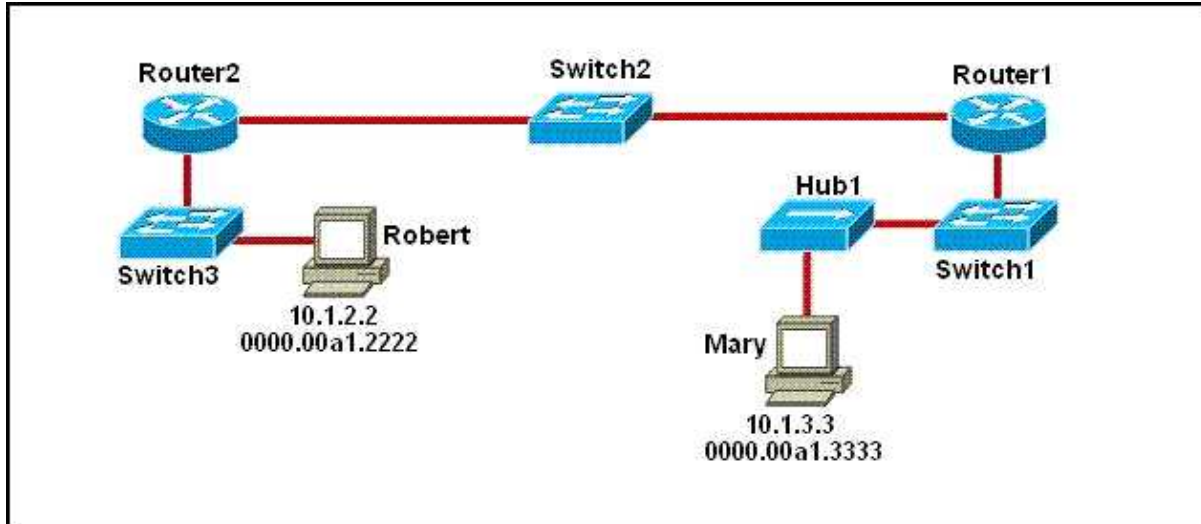 Router2
Switch2
Router1
Hub1
Robert
Switch3
Switch1
10.1.2.2
0000.00a1.2222
Mary
10.1.3.3
0000.00a1.3333